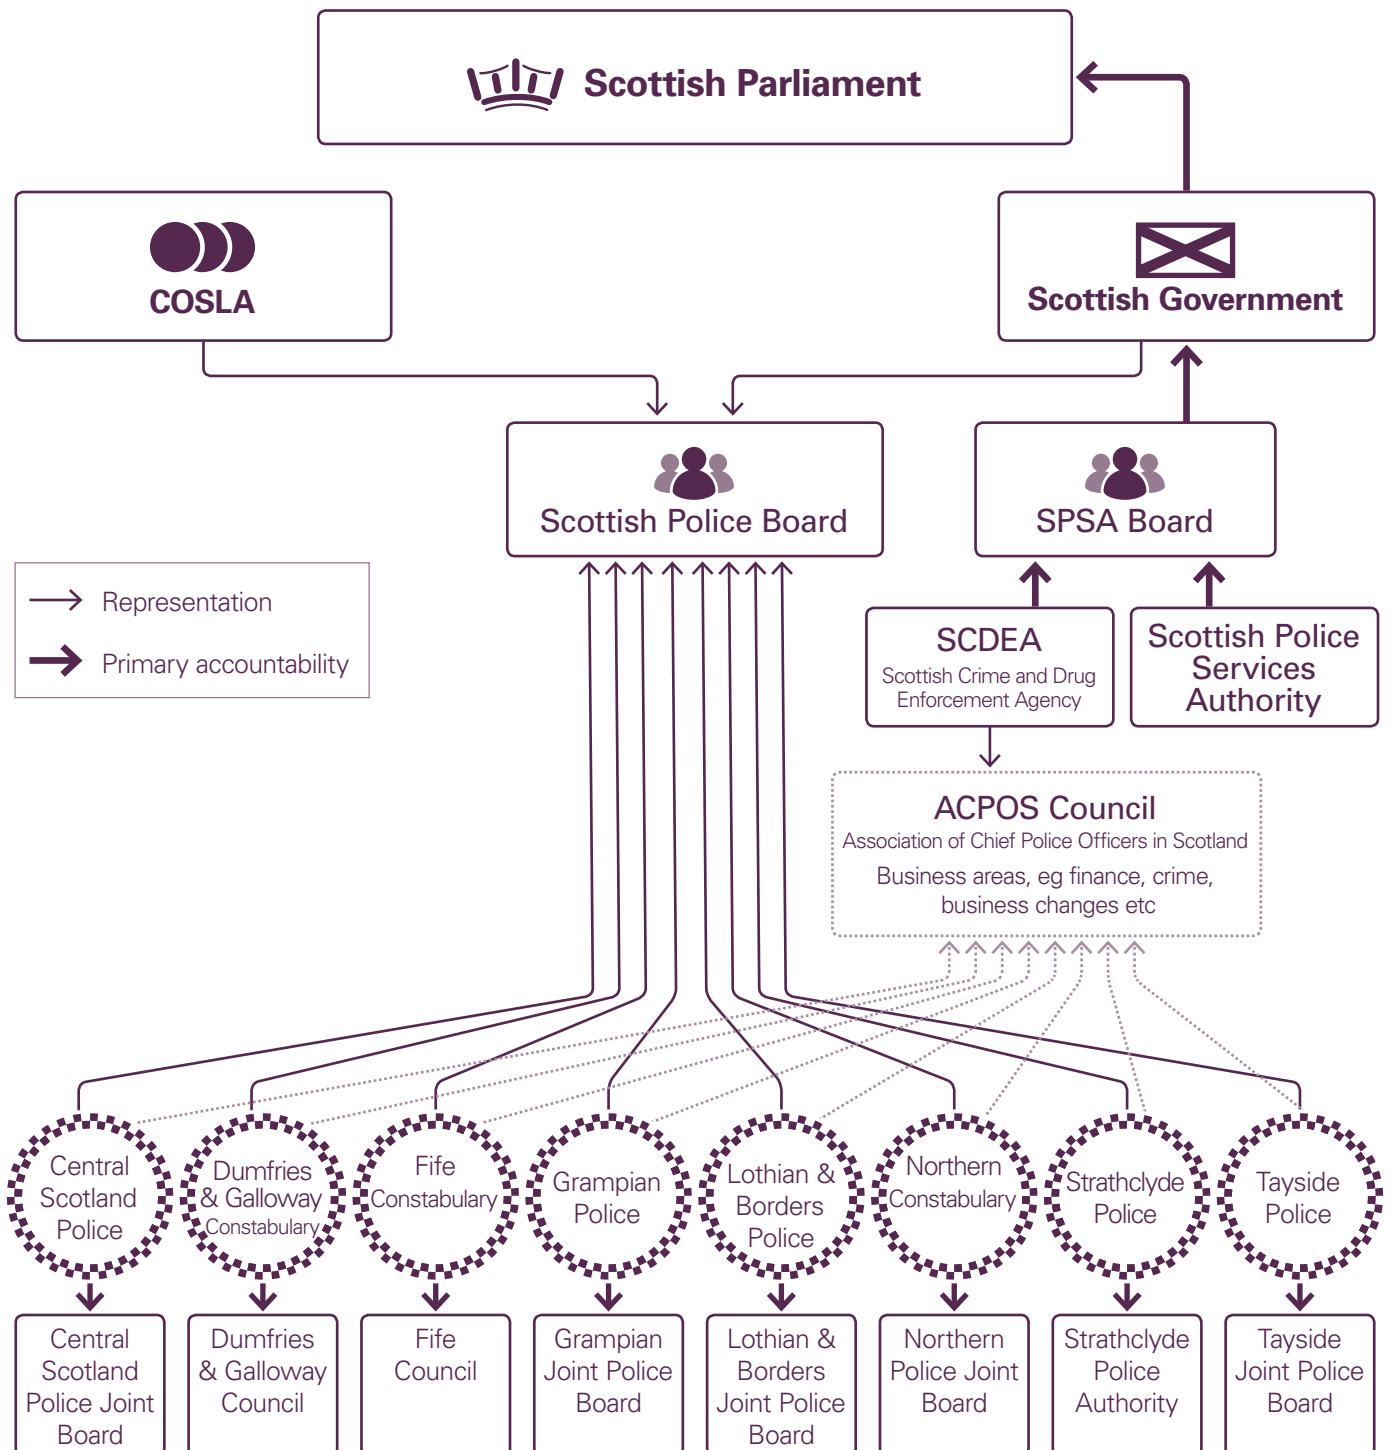 Scottish Parliament
COSLA
Scottish Government
Scottish Police Board
SPSA Board
Representation
Primary accountability
SCDEA
Scottish Crime and Drug
Enforcement Agency
Scottish Police
Services
Authority
ACPOS Council
Association of Chief Police Officers in Scotland
Business areas, eg finance, crime,
business changes etc
Central
Scotland
Police
Dumfries
& Galloway
Constabulary
Fife
Constabulary
Grampian
Police
Lothian &
Borders
Police
Northern
Constabulary
Strathclyde
Police
Tayside
Police
Central
Scotland
Police Joint
Board
Dumfries
& Galloway
Council
Fife
Council
Grampian
Joint Police
Board
Lothian &
Borders
Joint Police
Board
Northern
Police Joint
Board
Strathclyde
Police
Authority
Tayside
Joint Police
Board